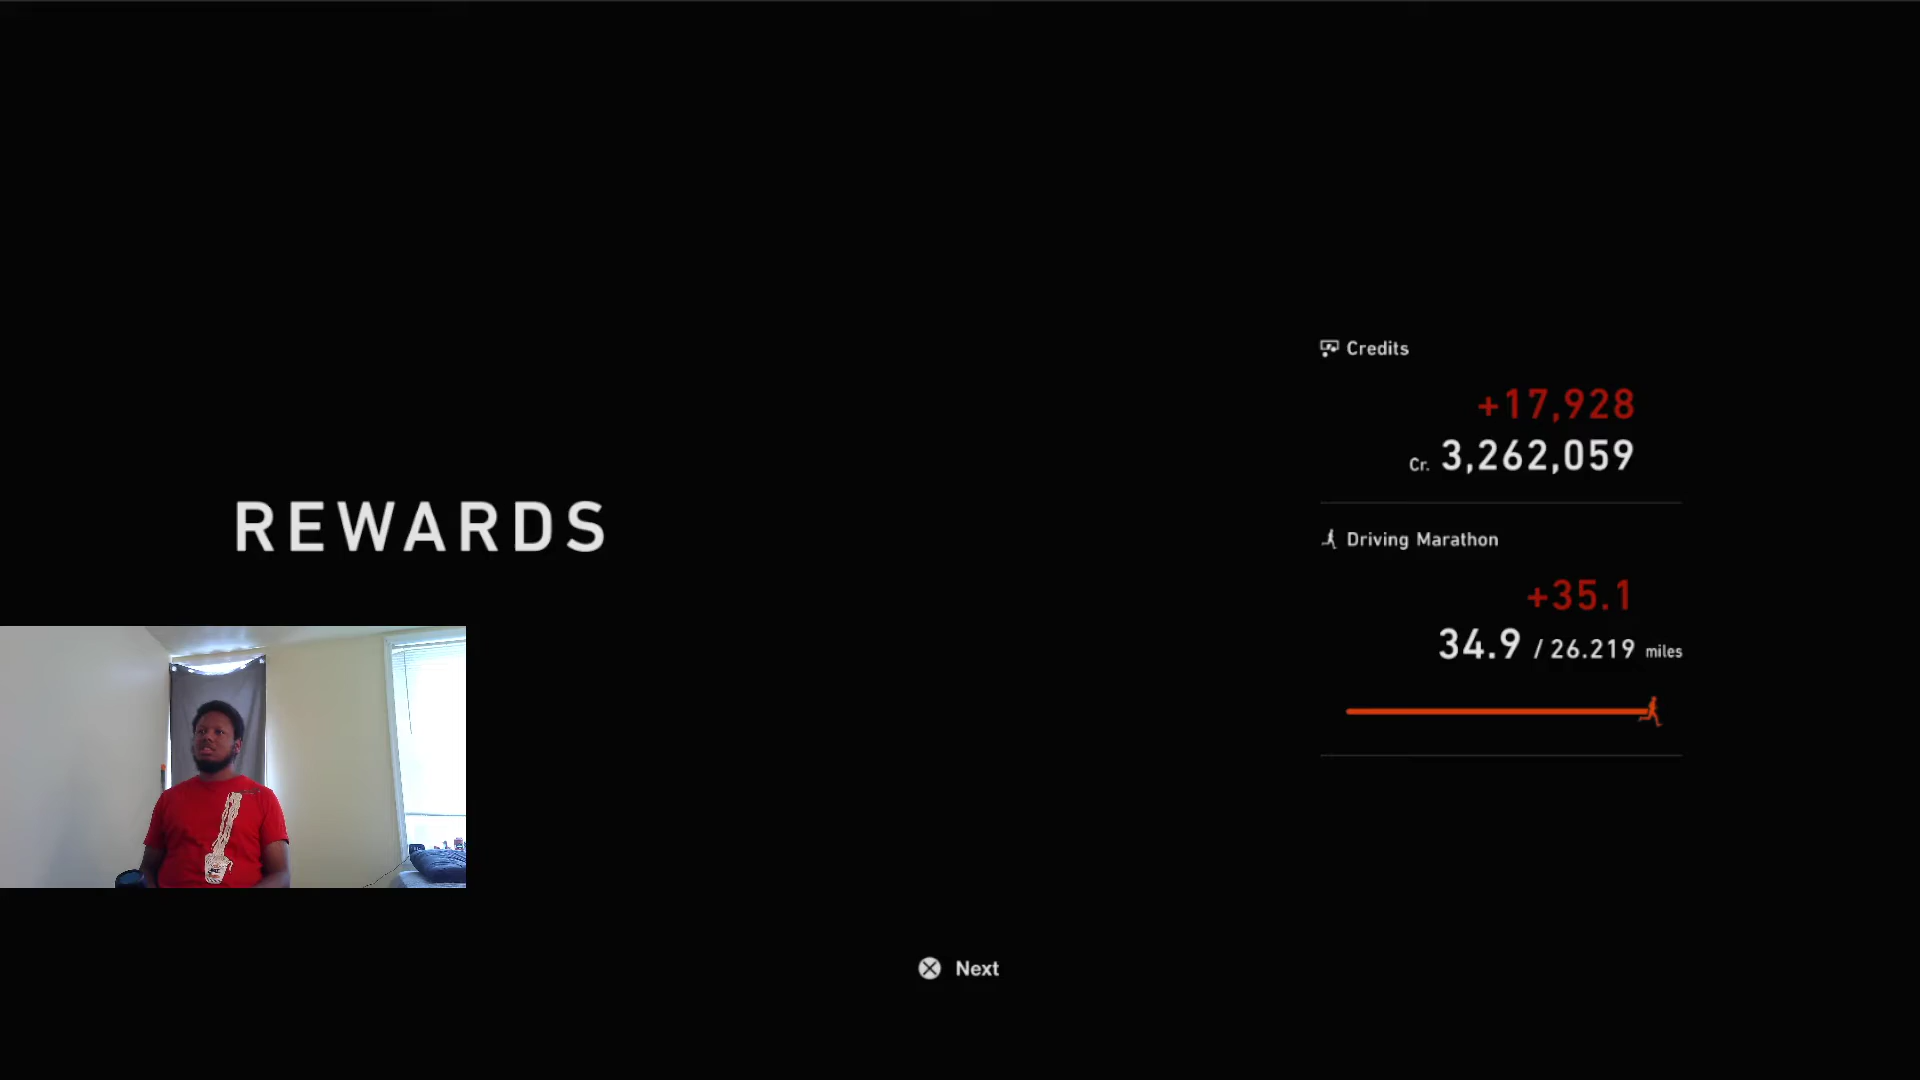 Credits
+17,928
Cr. 3,262,059
REWARDS
Driving Marathon
+35.1
34.9 / 26.219 miles
Next